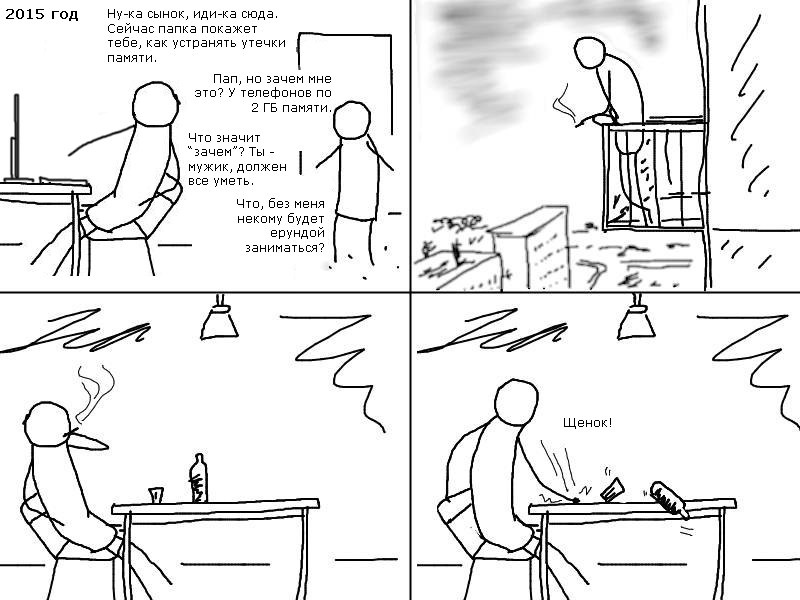 2015 год
Ну-ка сынок, иди-ка сюда.
Сейчас папка покажет
тебе, как устранять утечки
памяти.
Пап, но зачем мне
это? У телефонов по
2 ГБ памяти.
Что значит
"зачем"? Ты -
мужик, должен
все уметь.
Что, без меня
некому будет
ерундой
заниматься?
Щенок!